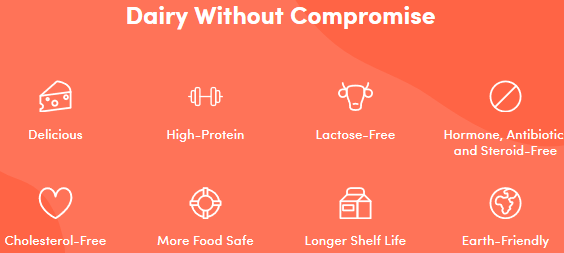 Dairy Without Compromise
Delicious
High-Protein
Lactose-Free
Hormone, Antibiotic
and Steroid-Free
Cholesterol-Free
More Food Safe
Longer Shelf Life
Earth-Friendly